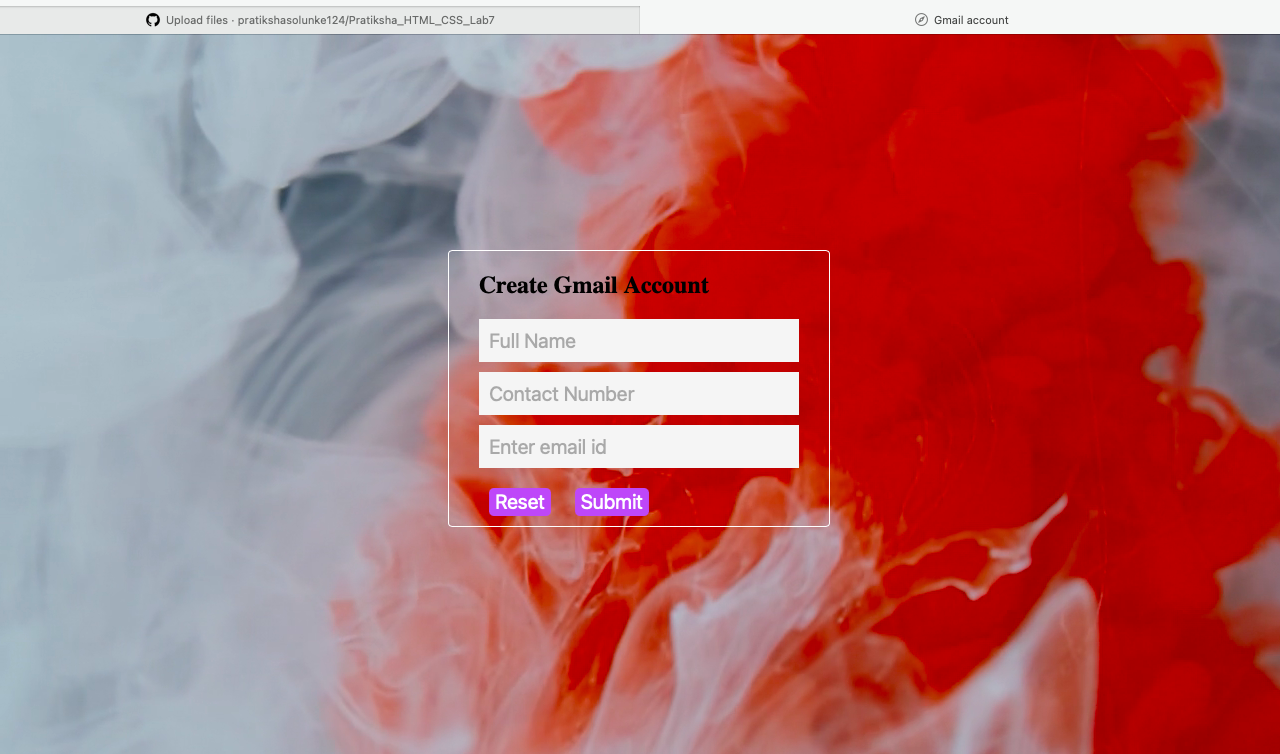 Upload files · pratikshasolunke124/Pratiksha_HTML_CSS_Lab7
Gmail account
Create Gmail Account
Full Name
Contact Number
Enter email id
Reset Submit